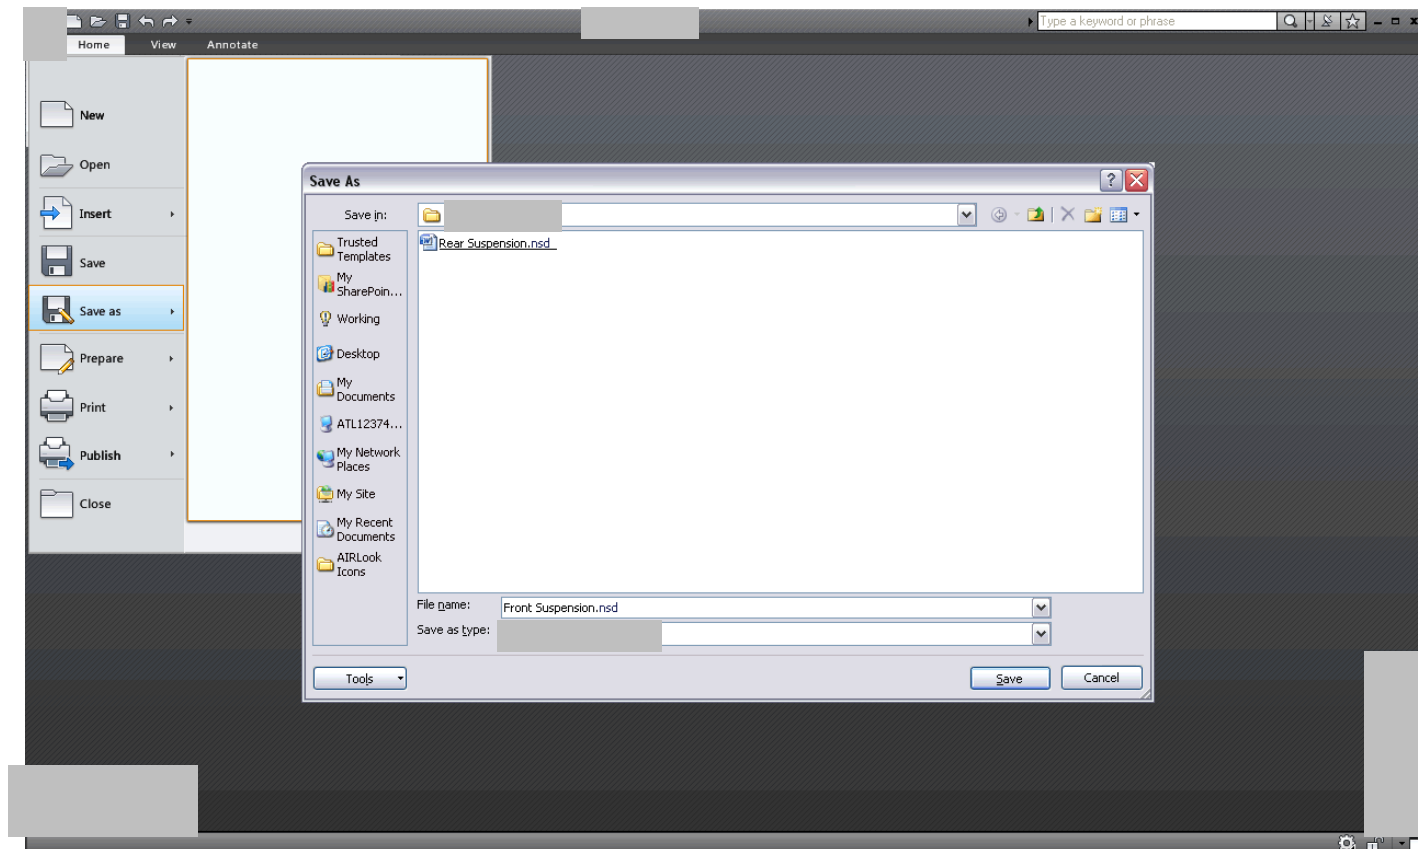 Type a keyword or phrase
Home View Annotate
New
Open
Insert
Save
Save as
Prepare
Print
Publish
Close
Save As
Save in:
Trusted
Templates
My
SharePoin...
Working
Desktop
My
Documents
ATL12374...
My Network
Places
My Site
My Recent
Documents
AIRLook
Icons
Rear Suspension.nsd
File name:
Front Suspension.nsd
Save as type:
Tools
Save
Cancel